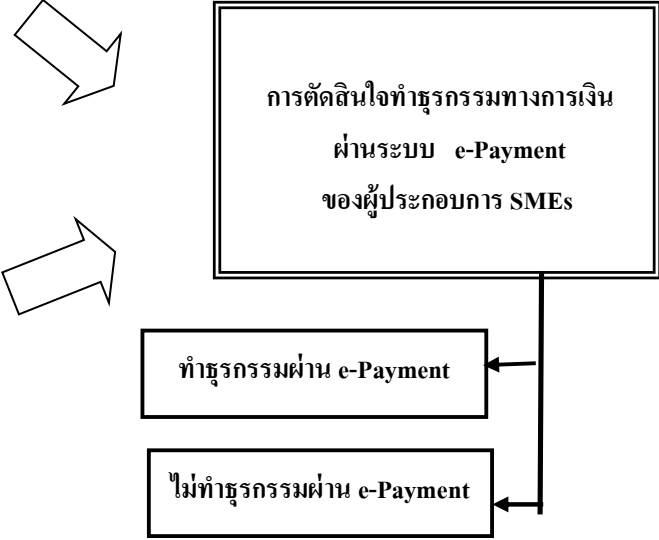 การตัดสินใจทำธุรกรรมทางการเงิน
ผ่านระบบ e-Payment
ของผู้ประกอบการ SMEs
ทำธุรกรรมผ่าน e-Payment
ไม่ทำธุรกรรมผ่าน e-Payment